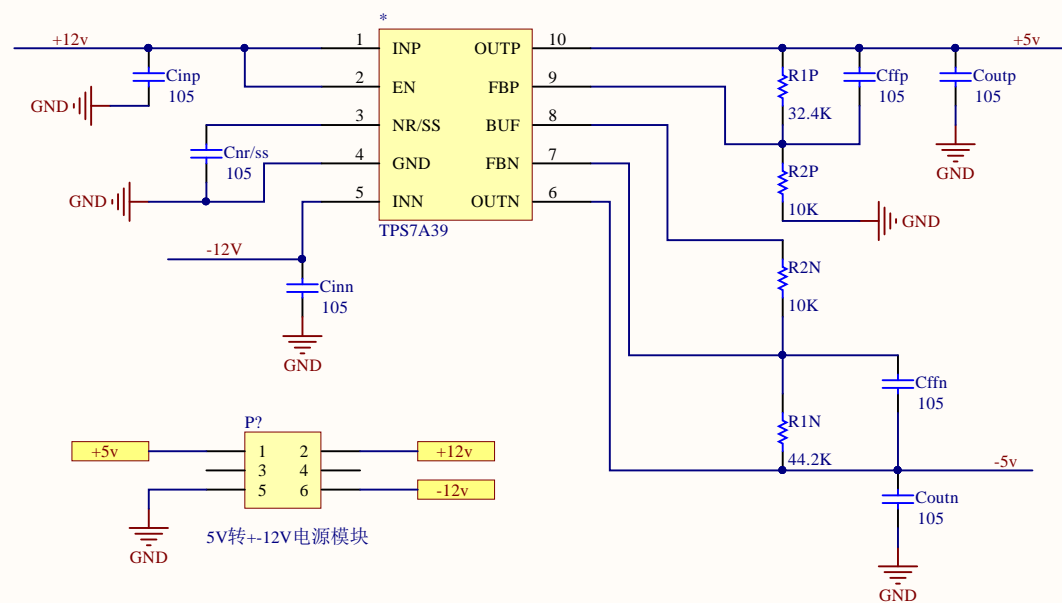 *
+12v
1
INP
OUTP
10
+5v
Cinp
105
GND
2
EN
FBP
9
R1P
32.4K
Cffp
105
Coutp
105
3
NR/SS
BUF
8
Cnr/ss
105
4
GND
FBN
7
GND
R2P
10K
GND
GND
5
INN
OUTN
6
TPS7A39
-12V
Cinn
105
GND
R2N
10K
Cffn
105
R1N
44.2K
-5v
Coutn
105
GND
P?
+5v
1
2
+12v
3
4
5
6
-12v
GND
5V转+-12V电源模块